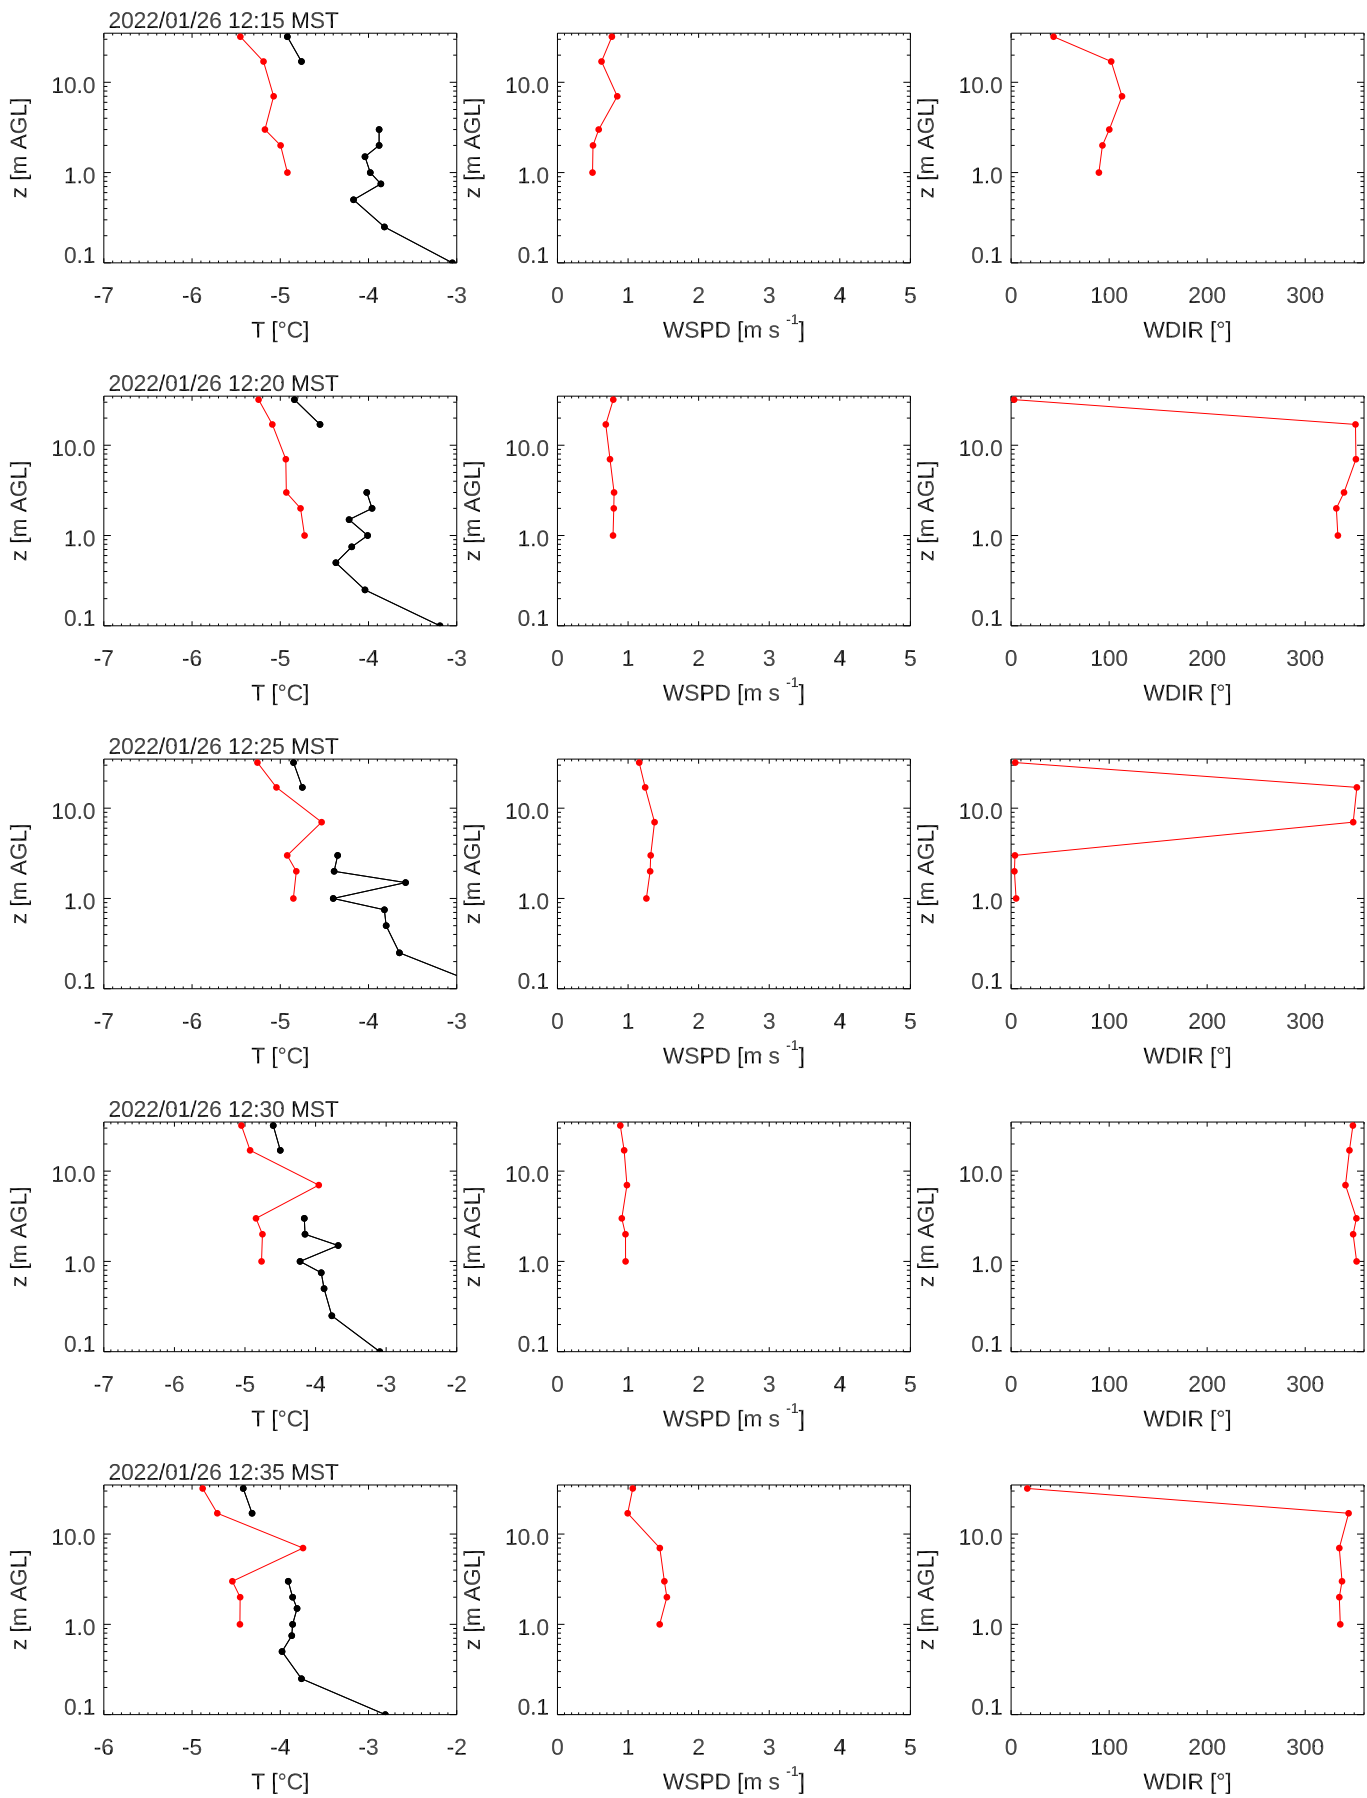 2022/01/26 12:15 MST
z [m AGL] 10.0 1.0 0.1
-7 -6 -5 -4 -3
T [°C]
z [m AGL] 10.0 1.0 0.1
0 1 2 3 4 5
WSPD [m s -1]
z [m AGL] 10.0 1.0 0.1
0 100 200 300
WDIR [°]
2022/01/26 12:20 MST
z [m AGL] 10.0 1.0 0.1
-7 -6 -5 -4 -3
T [°C]
z [m AGL] 10.0 1.0 0.1
0 1 2 3 4 5
WSPD [m s -1]
z [m AGL] 10.0 1.0 0.1
0 100 200 300
WDIR [°]
2022/01/26 12:25 MST
z [m AGL] 10.0 1.0 0.1
-7 -6 -5 -4 -3
T [°C]
z [m AGL] 10.0 1.0 0.1
0 1 2 3 4 5
WSPD [m s -1]
z [m AGL] 10.0 1.0 0.1
0 100 200 300
WDIR [°]
2022/01/26 12:30 MST
z [m AGL] 10.0 1.0 0.1
-7 -6 -5 -4 -3 -2
T [°C]
z [m AGL] 10.0 1.0 0.1
0 1 2 3 4 5
WSPD [m s -1]
z [m AGL] 10.0 1.0 0.1
0 100 200 300
WDIR [°]
2022/01/26 12:35 MST
z [m AGL] 10.0 1.0 0.1
-6 -5 -4 -3 -2
T [°C]
z [m AGL] 10.0 1.0 0.1
0 1 2 3 4 5
WSPD [m s -1]
z [m AGL] 10.0 1.0 0.1
0 100 200 300
WDIR [°]